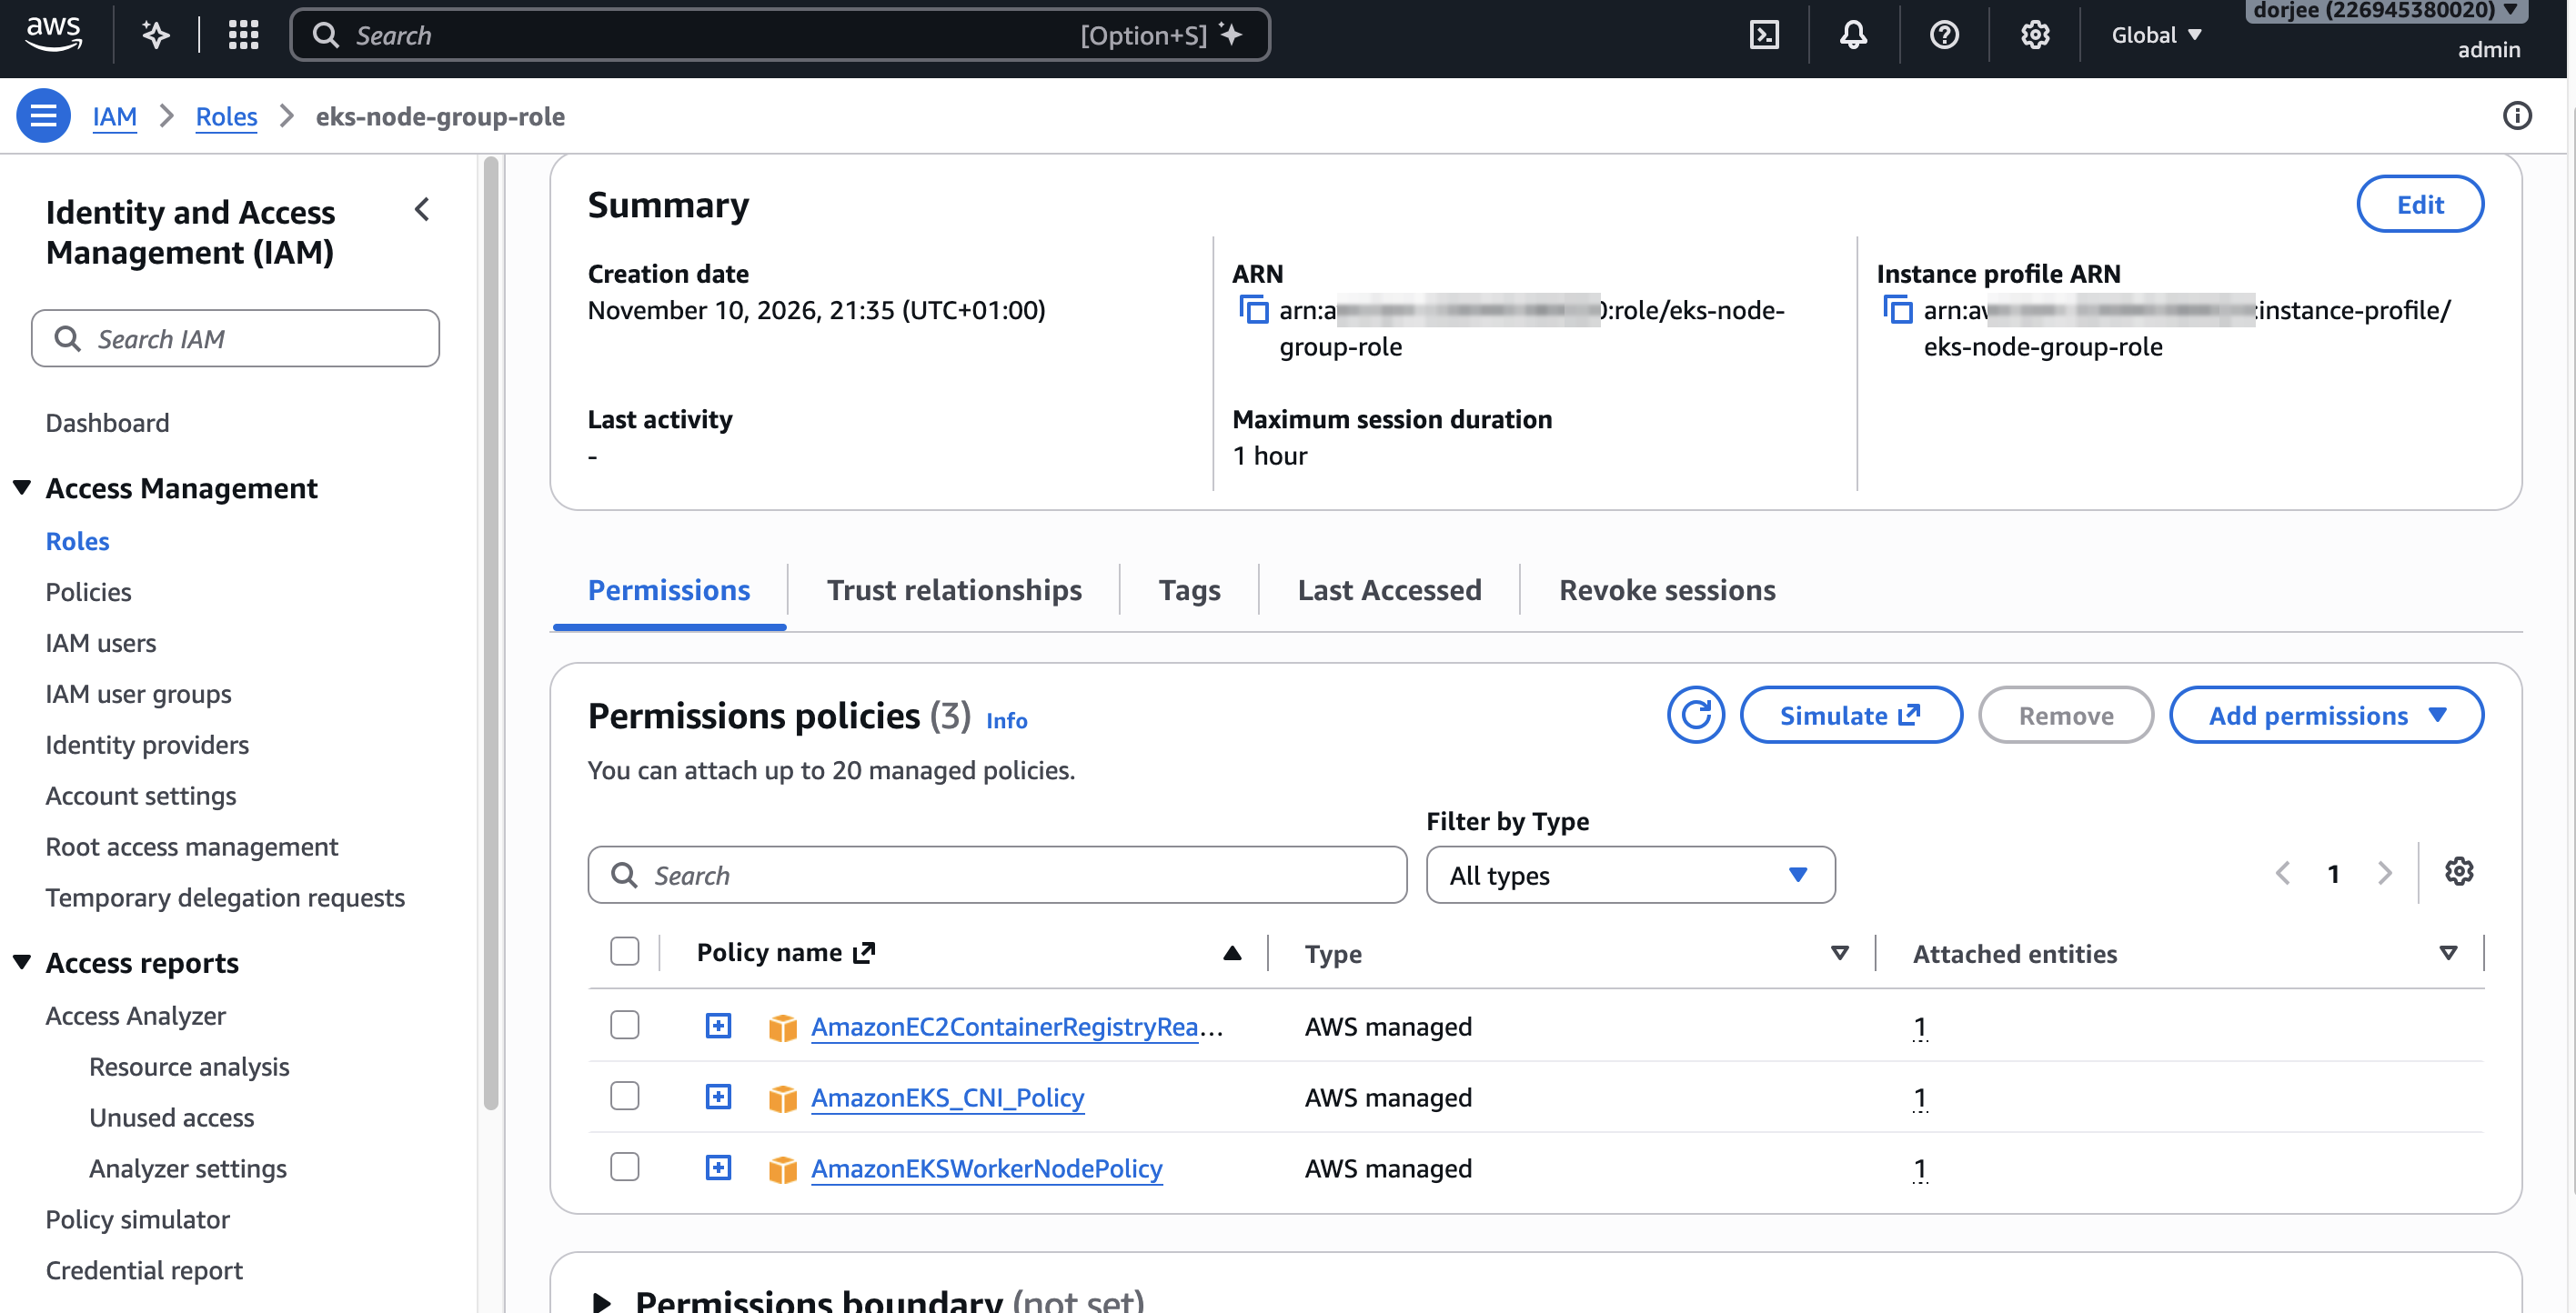 aws
Search
[Option+S]
Global
dorjee (226945380020)
admin
IAM
Roles
eks-node-group-role
Identity and Access
Management (IAM)
Search IAM
Dashboard
Access Management
Roles
Policies
IAM users
IAM user groups
Identity providers
Account settings
Root access management
Temporary delegation requests
Access reports
Access Analyzer
Resource analysis
Unused access
Analyzer settings
Policy simulator
Credential report
Summary
Edit
Creation date
November 10, 2026, 21:35 (UTC+01:00)
ARN
arn:a 0:role/eks-node-
group-role
Instance profile ARN
arn:a :instance-profile/
eks-node-group-role
Last activity
-
Maximum session duration
1 hour
Permissions
Trust relationships
Tags
Last Accessed
Revoke sessions
Permissions policies (3) Info
Simulate
Remove
Add permissions
You can attach up to 20 managed policies.
Filter by Type
Search
All types
1
Policy name
Type
Attached entities
AmazonEC2ContainerRegistryRea...
AWS managed
1
AmazonEKS_CNI_Policy
AWS managed
1
AmazonEKSWorkerNodePolicy
AWS managed
1
Permissions boundary (not set)